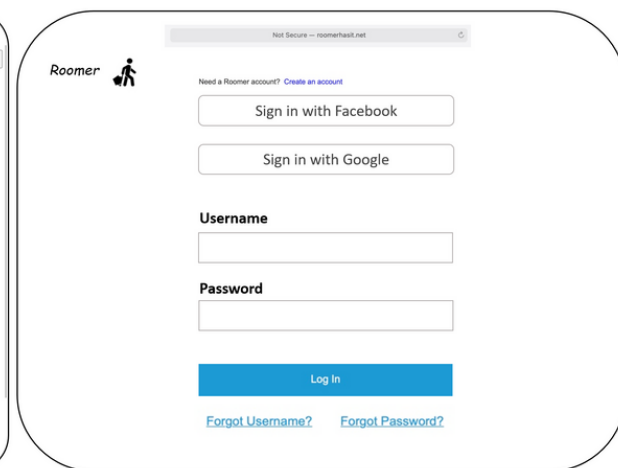 Not Secure — roomerhasit.net
Roomer
Need a Roomer account? Create an account
Sign in with Facebook
Sign in with Google
Username
Password
Log In
Forgot Username? Forgot Password?